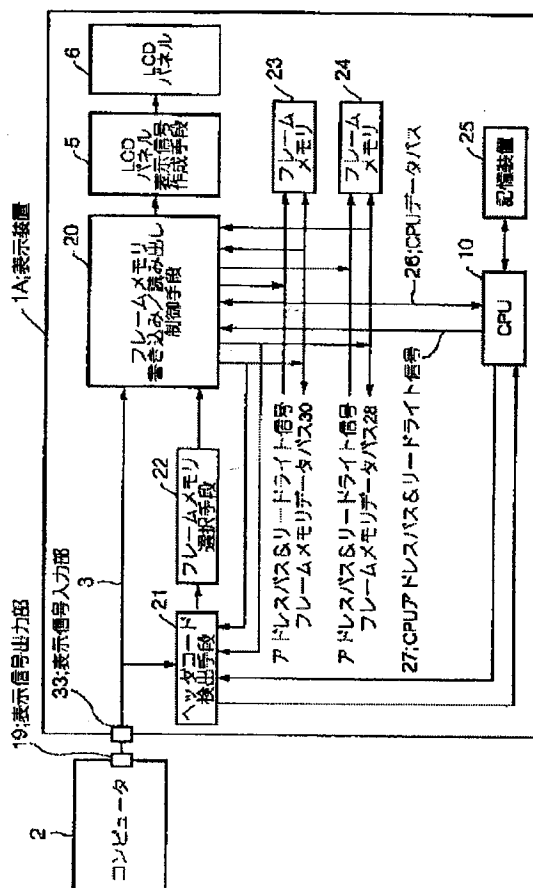 1A;表示装置
19;表示信号出力部
33;表示信号入力部
2
コンピュータ
3
20
フレームメモリ
書き込み／読み出し
制御手段
5
LCD
パネル
表示信号
作成手段
6
LCD
パネル
21
ヘッダコード
検出手段
22
フレームメモリ
選択手段
23
フレーム
メモリ
24
フレーム
メモリ
アドレスバス&リードライト信号
フレームメモリデータバス30
アドレスバス&リードライト信号
フレームメモリデータバス28
26;CPUデータバス
27;CPUアドレスバス&リードライト信号
10
CPU
25
記憶装置